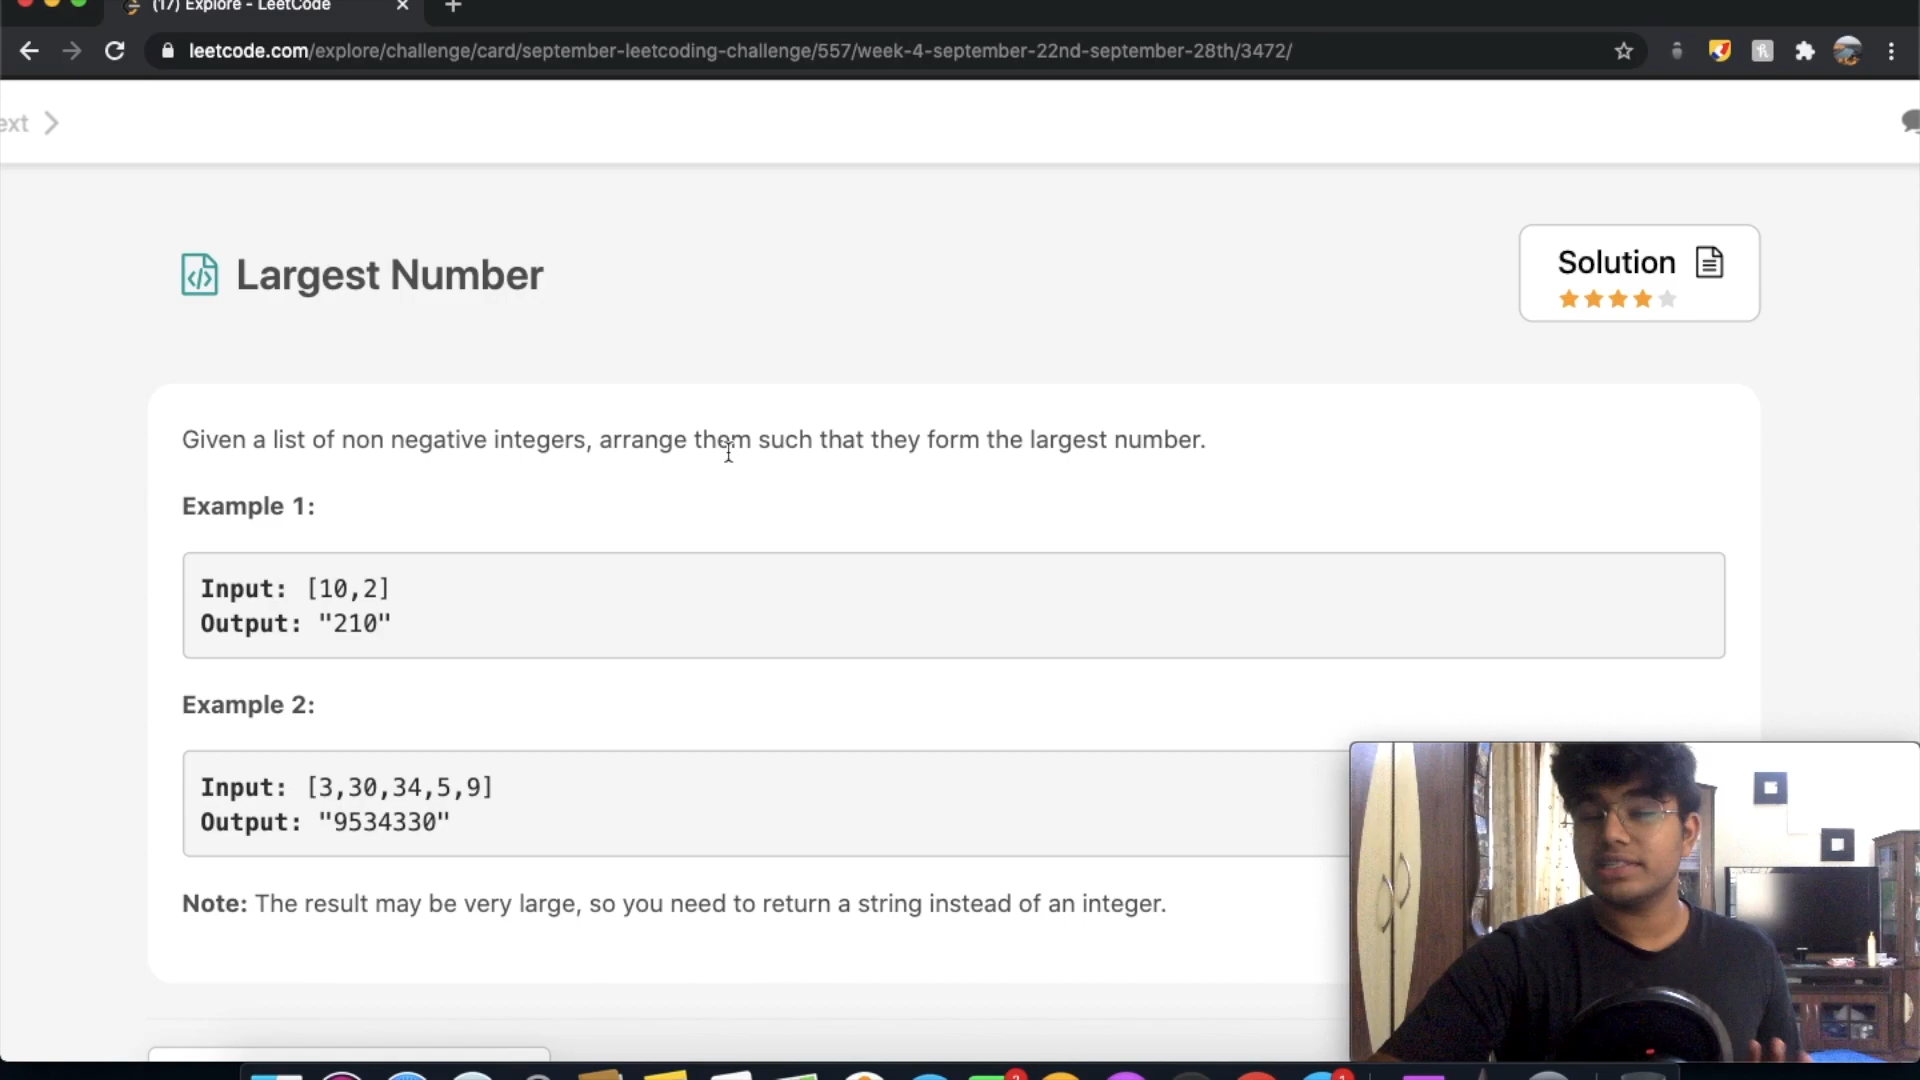 (17) Explore - LeetCode
leetcode.com/explore/challenge/card/september-leetcoding-challenge/557/week-4-september-22nd-september-28th/3472/
ext
Largest Number
Solution
Given a list of non negative integers, arrange them such that they form the largest number.
Example 1:
Input: [10,2]
Output: "210"
Example 2:
Input: [3,30,34,5,9]
Output: "9534330"
Note: The result may be very large, so you need to return a string instead of an integer.